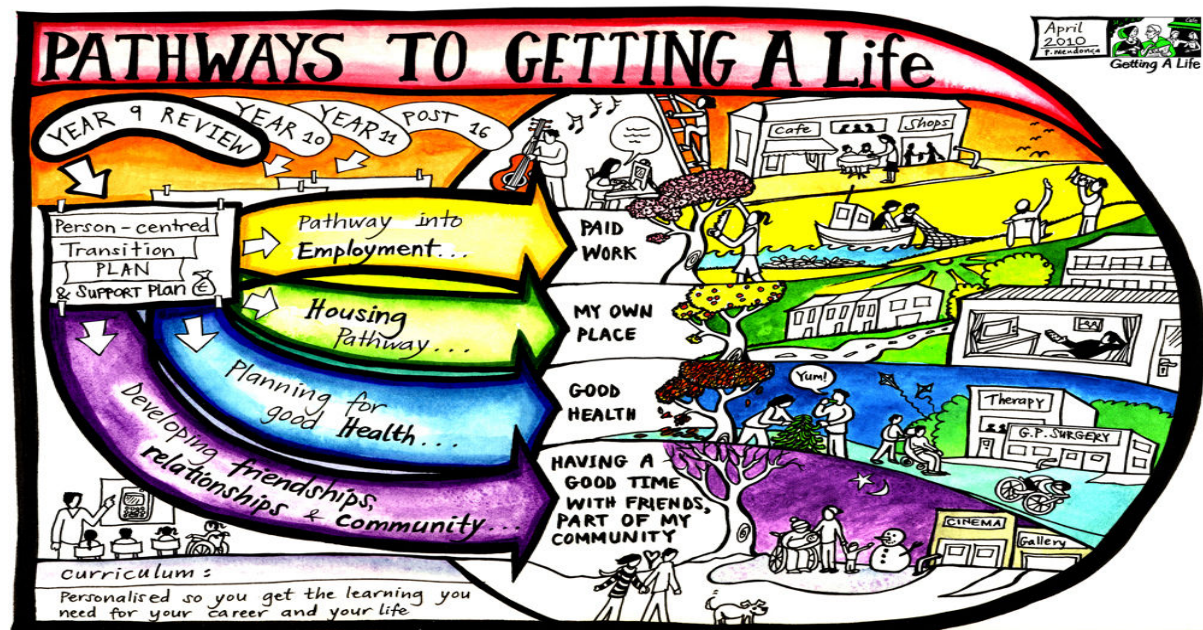 PATHWAYS TO GETTING A Life
April
2010
P. Mendonça
Cafe
Getting A Life
YEAR 9 REVIEW
YEAR 10
YEAR 11
POST 16
Cafe
Shops
Person-centred
Transition
PLAN
& SUPPORT Plan £
Pathway into
Employment...
PAID
WORK
Housing
Pathway...
MY OWN
PLACE
Planning for
good Health...
GOOD
HEALTH
Yum!
Therapy
G.P. SURGERY
Developing friendships,
relationships & community...
HAVING A
GOOD TIME
WITH FRIENDS,
PART OF MY
COMMUNITY
CINEMA
Gallery
curriculum:
Personalised so you get the learning you
need for your career and your life